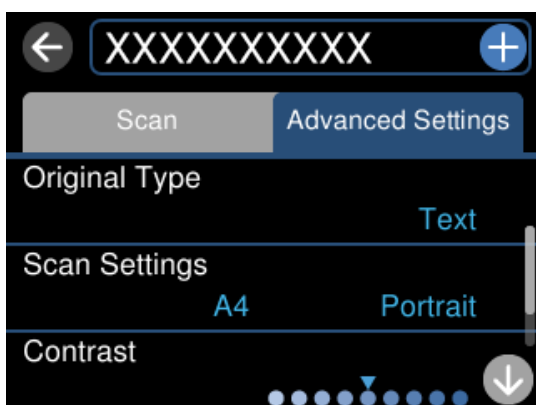 XXXXXXXXXX
Scan Advanced Settings
Original Type
Text
Scan Settings
A4 Portrait
Contrast